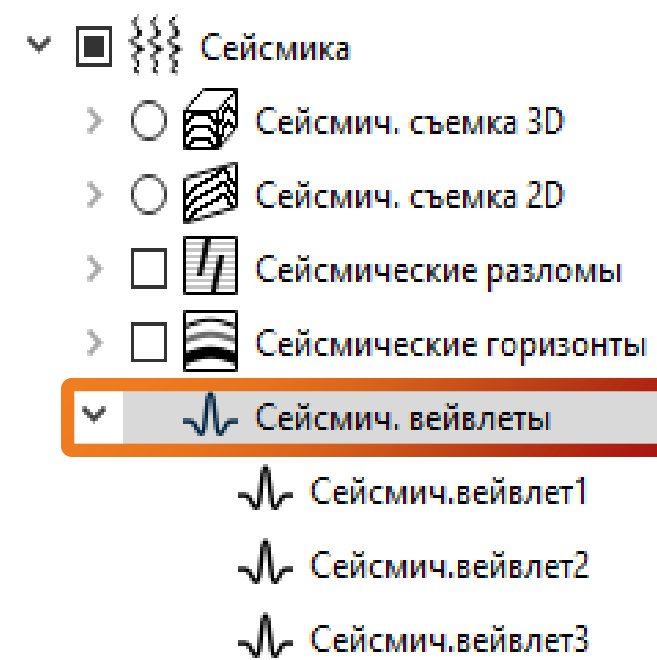 Сейсмика
Сейсмич. съемка 3D
Сейсмич. съемка 2D
Сейсмические разломы
Сейсмические горизонты
Сейсмич. вейвлеты
Сейсмич.вейвлет1
Сейсмич.вейвлет2
Сейсмич.вейвлет3